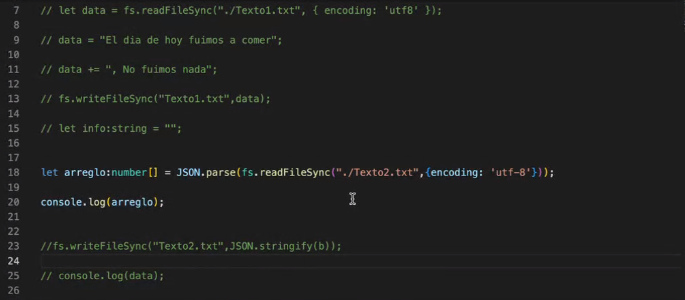 7 // let data = fs.readFileSync("./Texto1.txt", { encoding: 'utf8' });
8
9 // data = "El dia de hoy fuimos a comer";
10
11 // data += ", No fuimos nada";
12
13 // fs.writeFileSync("Texto1.txt",data);
14
15 // let info:string = "";
16
17
18 let arreglo:number[] = JSON.parse(fs.readFileSync("./Texto2.txt",{encoding: 'utf-8'}));
19
20 console.log(arreglo);
21
22
23 //fs.writeFileSync("Texto2.txt",JSON.stringify(b));
24
25 // console.log(data);
26